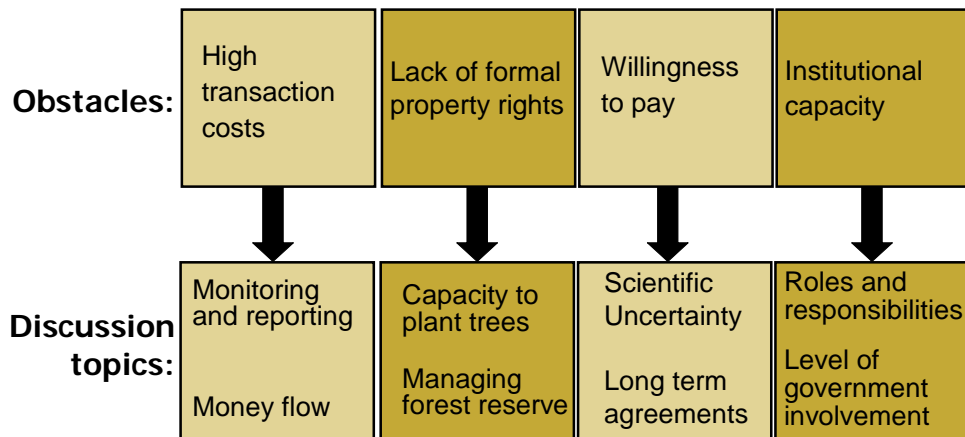 Obstacles:
High
transaction
costs
Lack of formal
property rights
Willingness
to pay
Institutional
capacity
Discussion
topics:
Monitoring
and reporting
Money flow
Capacity to
plant trees
Managing
forest reserve
Scientific
Uncertainty
Long term
agreements
Roles and
responsibilities
Level of
government
involvement